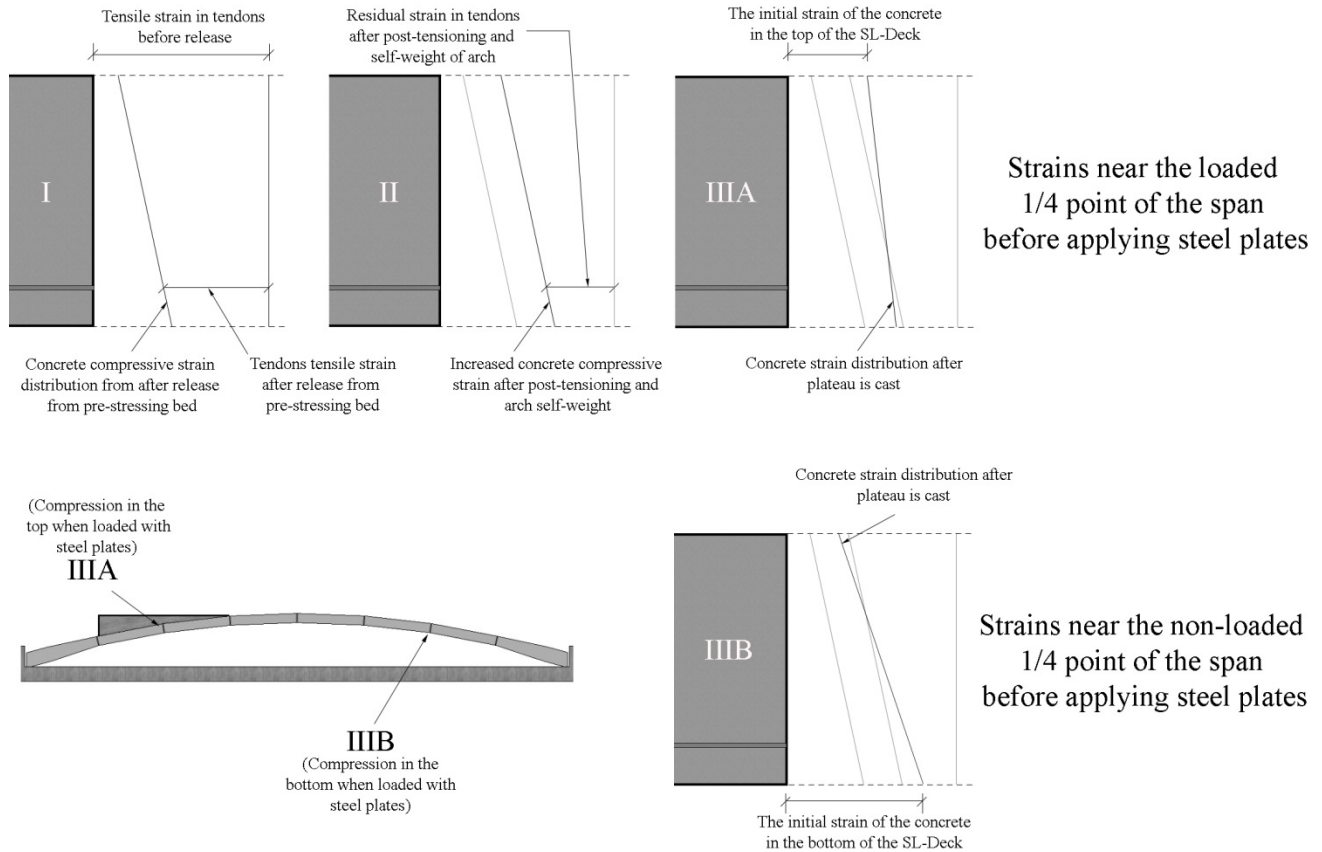 Tensile strain in tendons
before release
Residual strain in tendons
after post-tensioning and
self-weight of arch
The initial strain of the concrete
in the top of the SL-Deck
I
II
IIIA
Strains near the loaded
1/4 point of the span
before applying steel plates
Concrete compressive strain
distribution from after release
from pre-stressing bed
Tendons tensile strain
after release from
pre-stressing bed
Increased concrete compressive
strain after post-tensioning and
arch self-weight
Concrete strain distribution after
plateau is cast
(Compression in the
top when loaded with
steel plates)
IIIA
IIIB
(Compression in the
bottom when loaded with
steel plates)
Concrete strain distribution after
plateau is cast
IIIB
Strains near the non-loaded
1/4 point of the span
before applying steel plates
The initial strain of the concrete
in the bottom of the SL-Deck